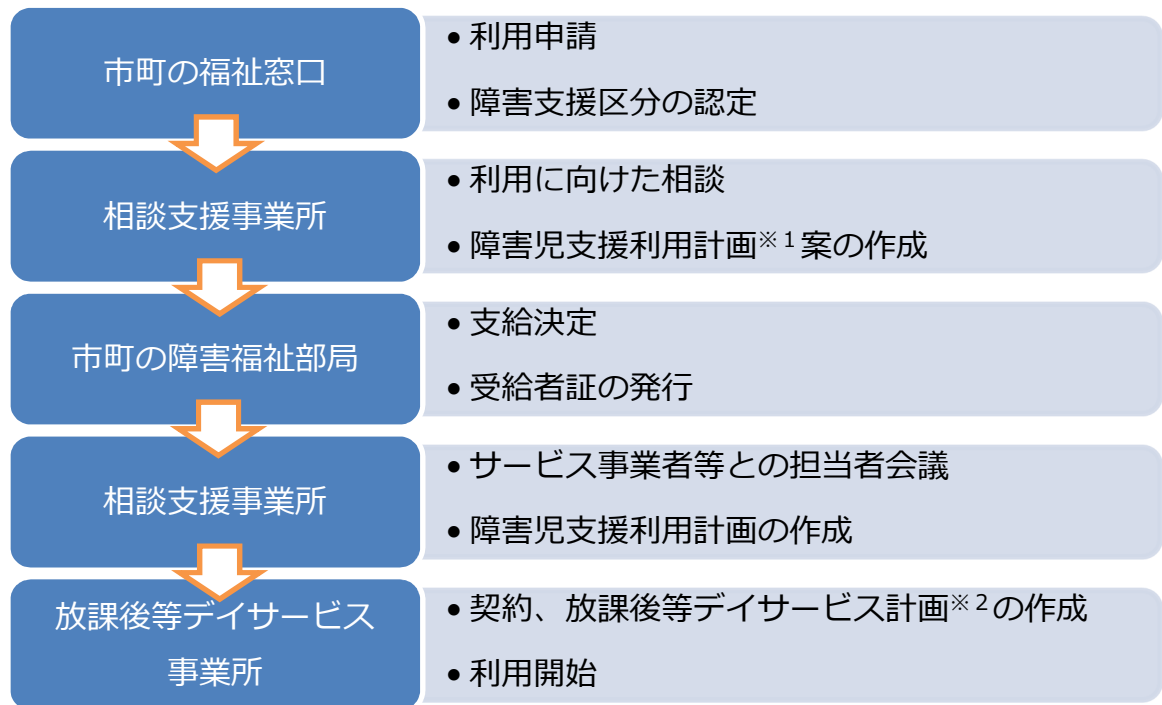 市町の福祉窓口
• 利用申請
• 障害支援区分の認定
相談支援事業所
• 利用に向けた相談
• 障害児支援利用計画※1案の作成
市町の障害福祉部局
• 支給決定
• 受給者証の発行
相談支援事業所
• サービス事業者等との担当者会議
• 障害児支援利用計画の作成
放課後等デイサービス
事業所
• 契約、放課後等デイサービス計画※2の作成
• 利用開始